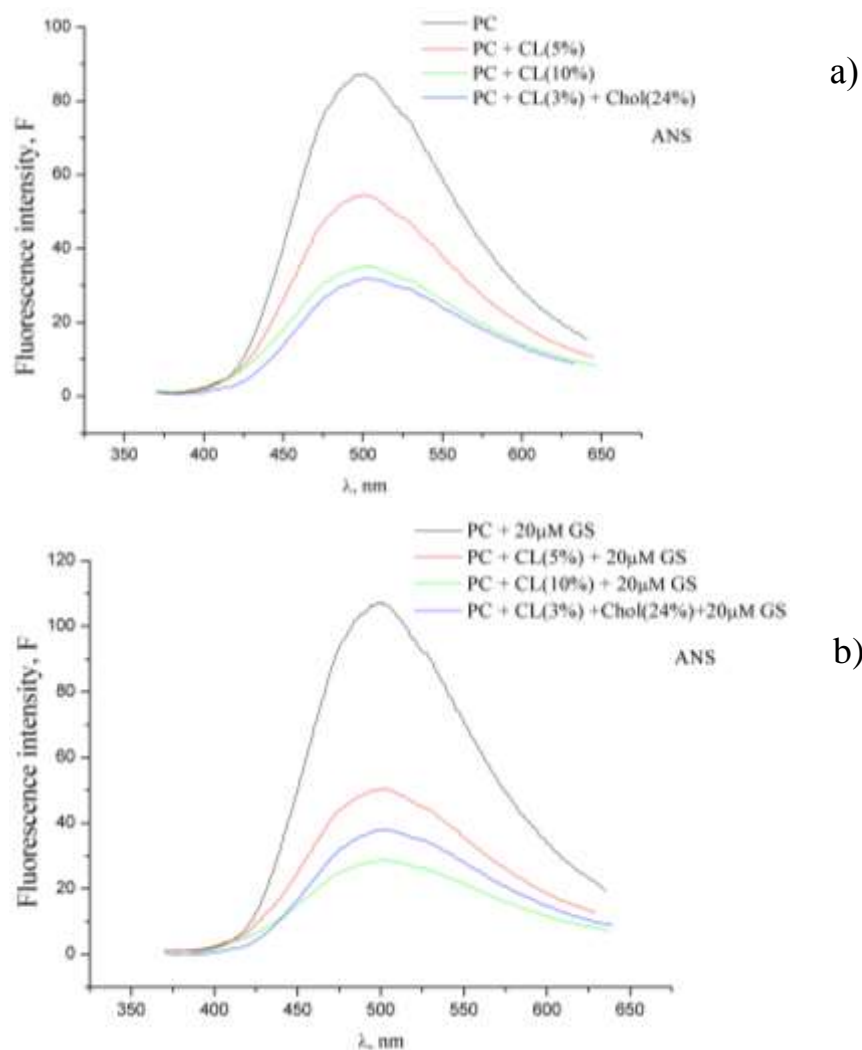 PC
PC + CL(5%)
PC + CL(10%)
PC + CL(3%) + Chol(24%)
a)
ANS
Fluorescence intensity, F
100
80
60
40
20
0
350 400 450 500 550 600 650
λ, nm
PC + 20μM GS
PC + CL(5%) + 20μM GS
PC + CL(10%) + 20μM GS
PC + CL(3%) +Chol(24%)+20μM GS
b)
ANS
Fluorescence intensity, F
120
100
80
60
40
20
0
350 400 450 500 550 600 650
λ, nm